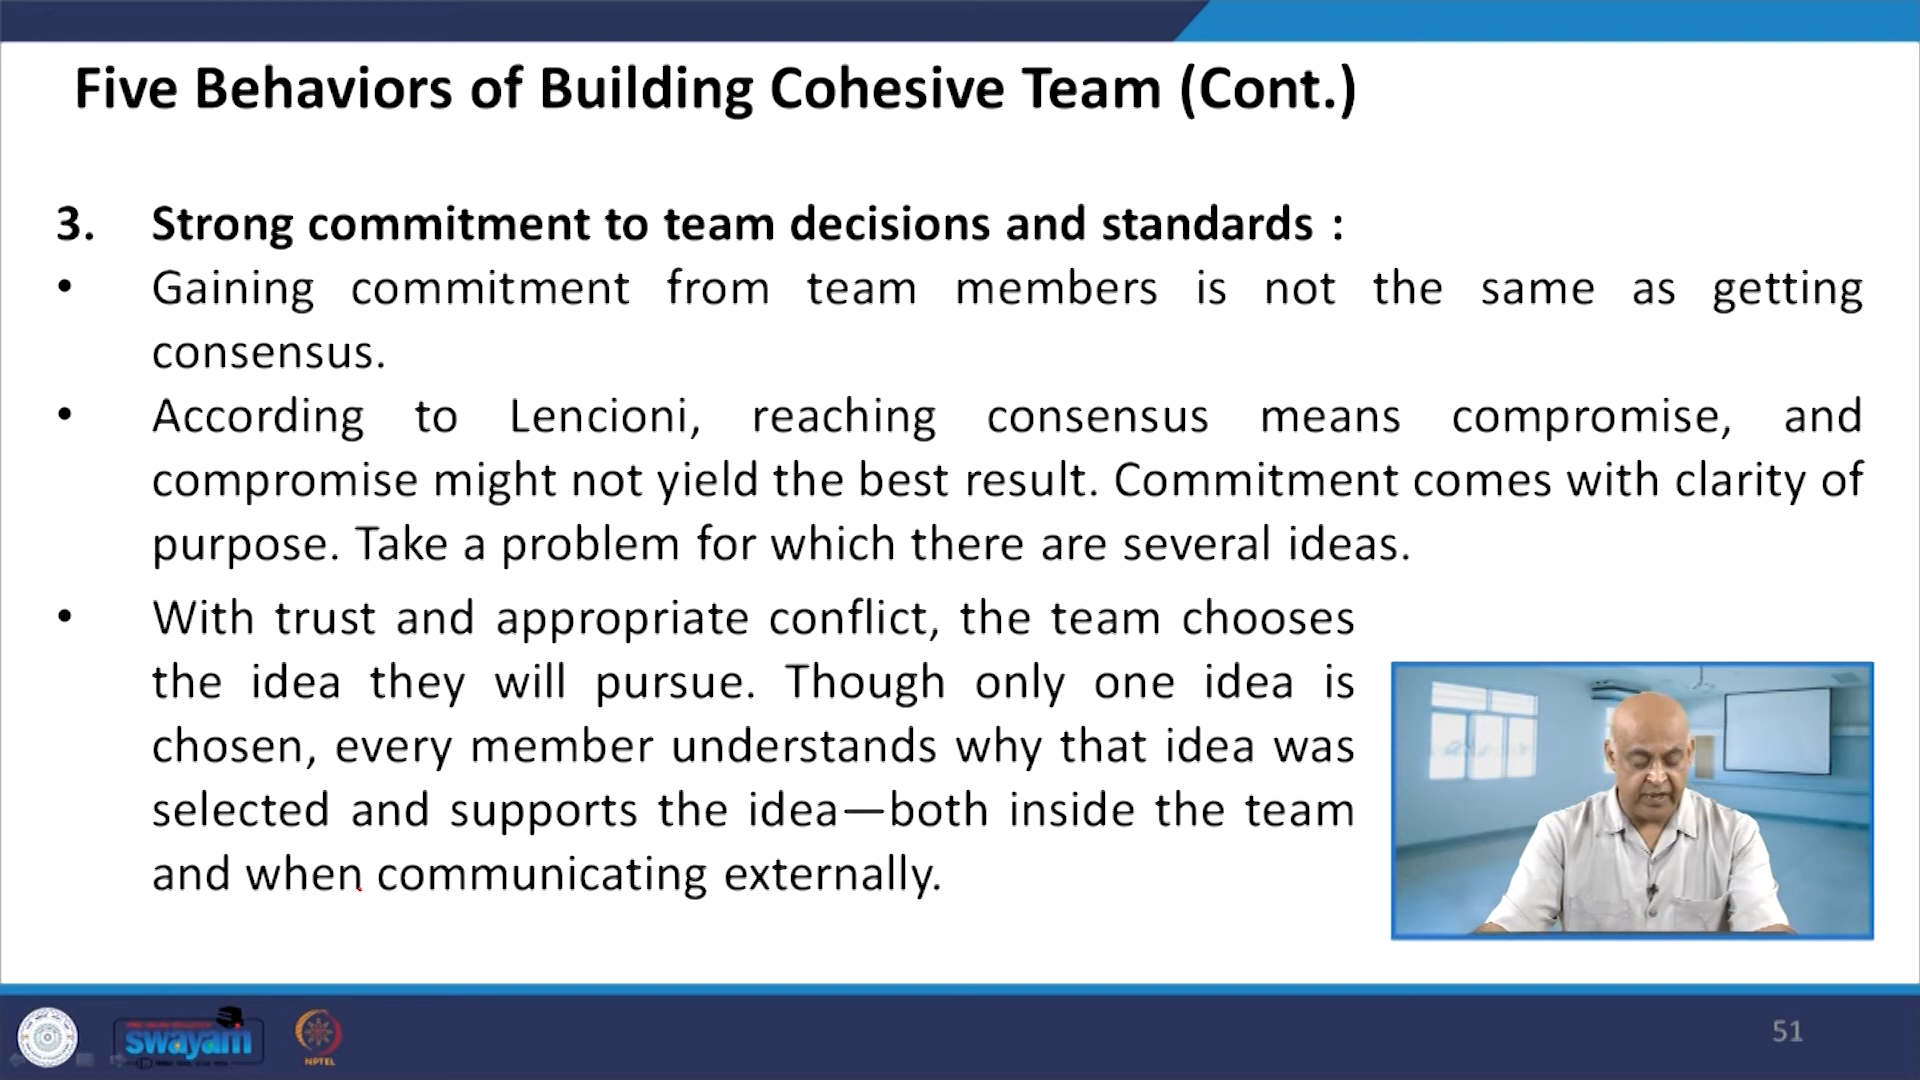 Five Behaviors of Building Cohesive Team (Cont.)
3. Strong commitment to team decisions and standards :
• Gaining commitment from team members is not the same as getting
consensus.
• According to Lencioni, reaching consensus means compromise, and
compromise might not yield the best result. Commitment comes with clarity of
purpose. Take a problem for which there are several ideas.
• With trust and appropriate conflict, the team chooses
the idea they will pursue. Though only one idea is
chosen, every member understands why that idea was
selected and supports the idea—both inside the team
and when communicating externally.
swayam
NPTEL
51